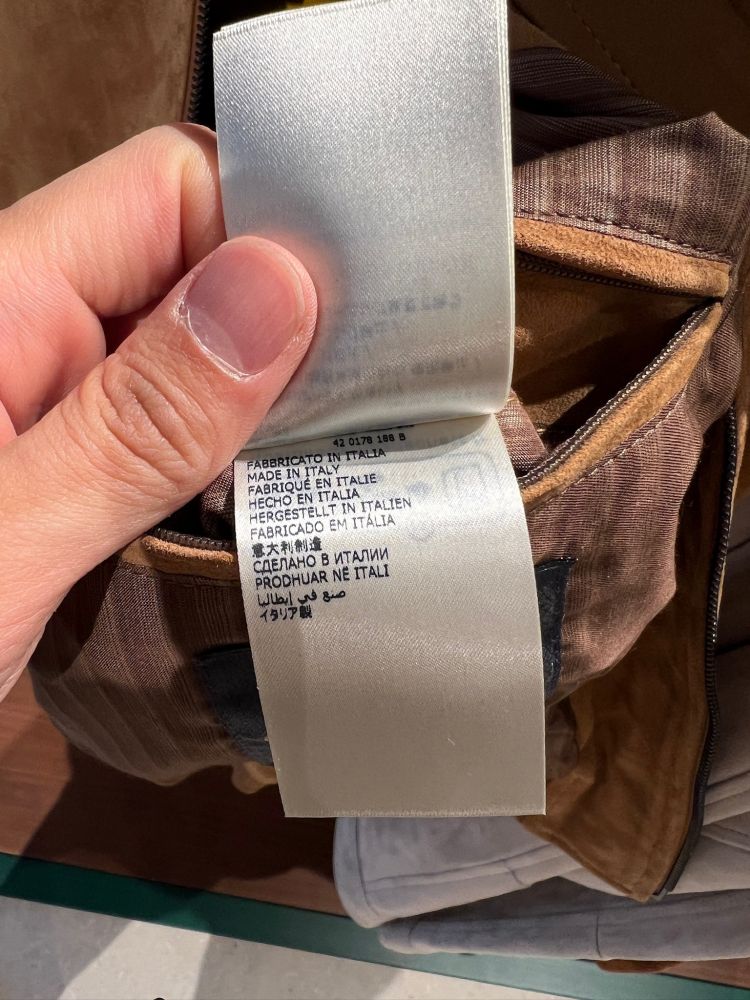 42 0178 188 B
FABBRICATO IN ITALIA
MADE IN ITALY
FABRIQUÉ EN ITALIE
HECHO EN ITALIA
HERGESTELLT IN ITALIEN
FABRICADO EM ITÁLIA
意大利制造
СДЕЛАНО В ИТАЛИИ
PRODHUAR NË ITALI
صنع في إيطاليا
イタリア製